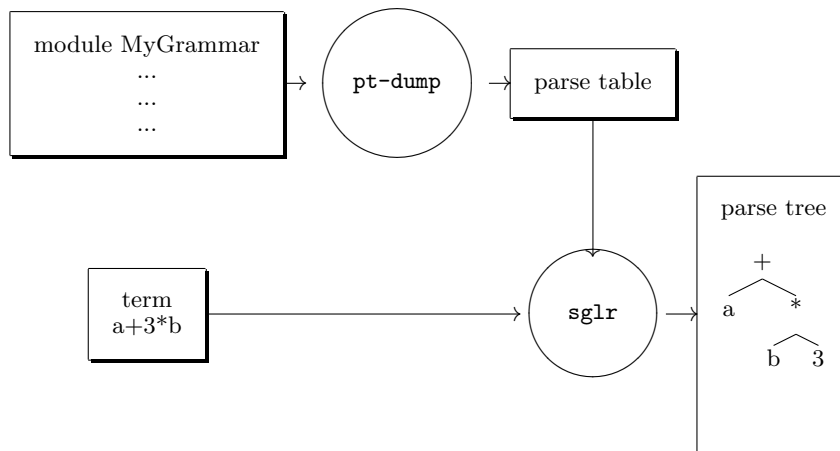 module MyGrammar
...
...
...
pt-dump
parse table
parse tree
+
a *
b 3
term
a+3*b
sglr